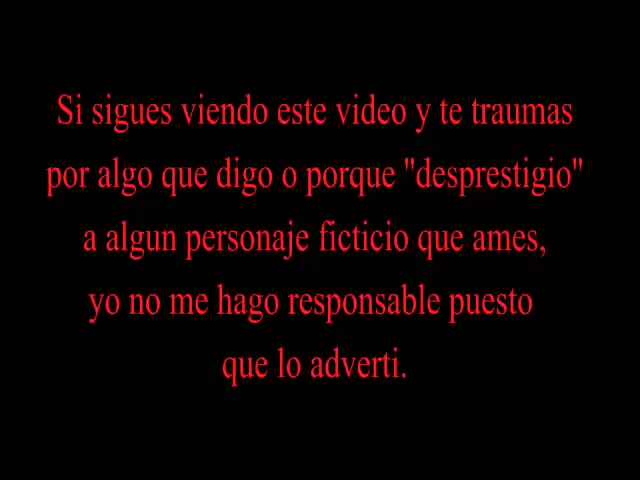 Si sigues viendo este video y te traumas
por algo que digo o porque "desprestigio"
a algun personaje ficticio que ames,
yo no me hago responsable puesto
que lo adverti.